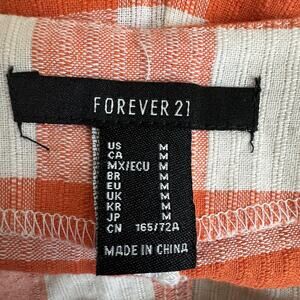 FOREVER 21
US M
CA M
MX/ECU M
BR M
EU M
UK M
KR M
JP M
CN 165/72A
MADE IN CHINA